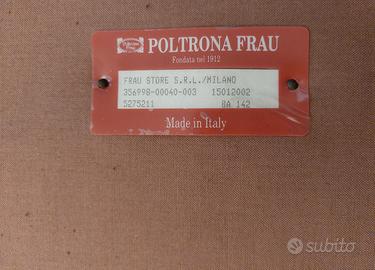 POLTRONA FRAU
Fondata nel 1912
FRAU STORE S.R.L./MILANO
356998-00040-003 15012002
5275211 BA 142
Made in Italy
subito